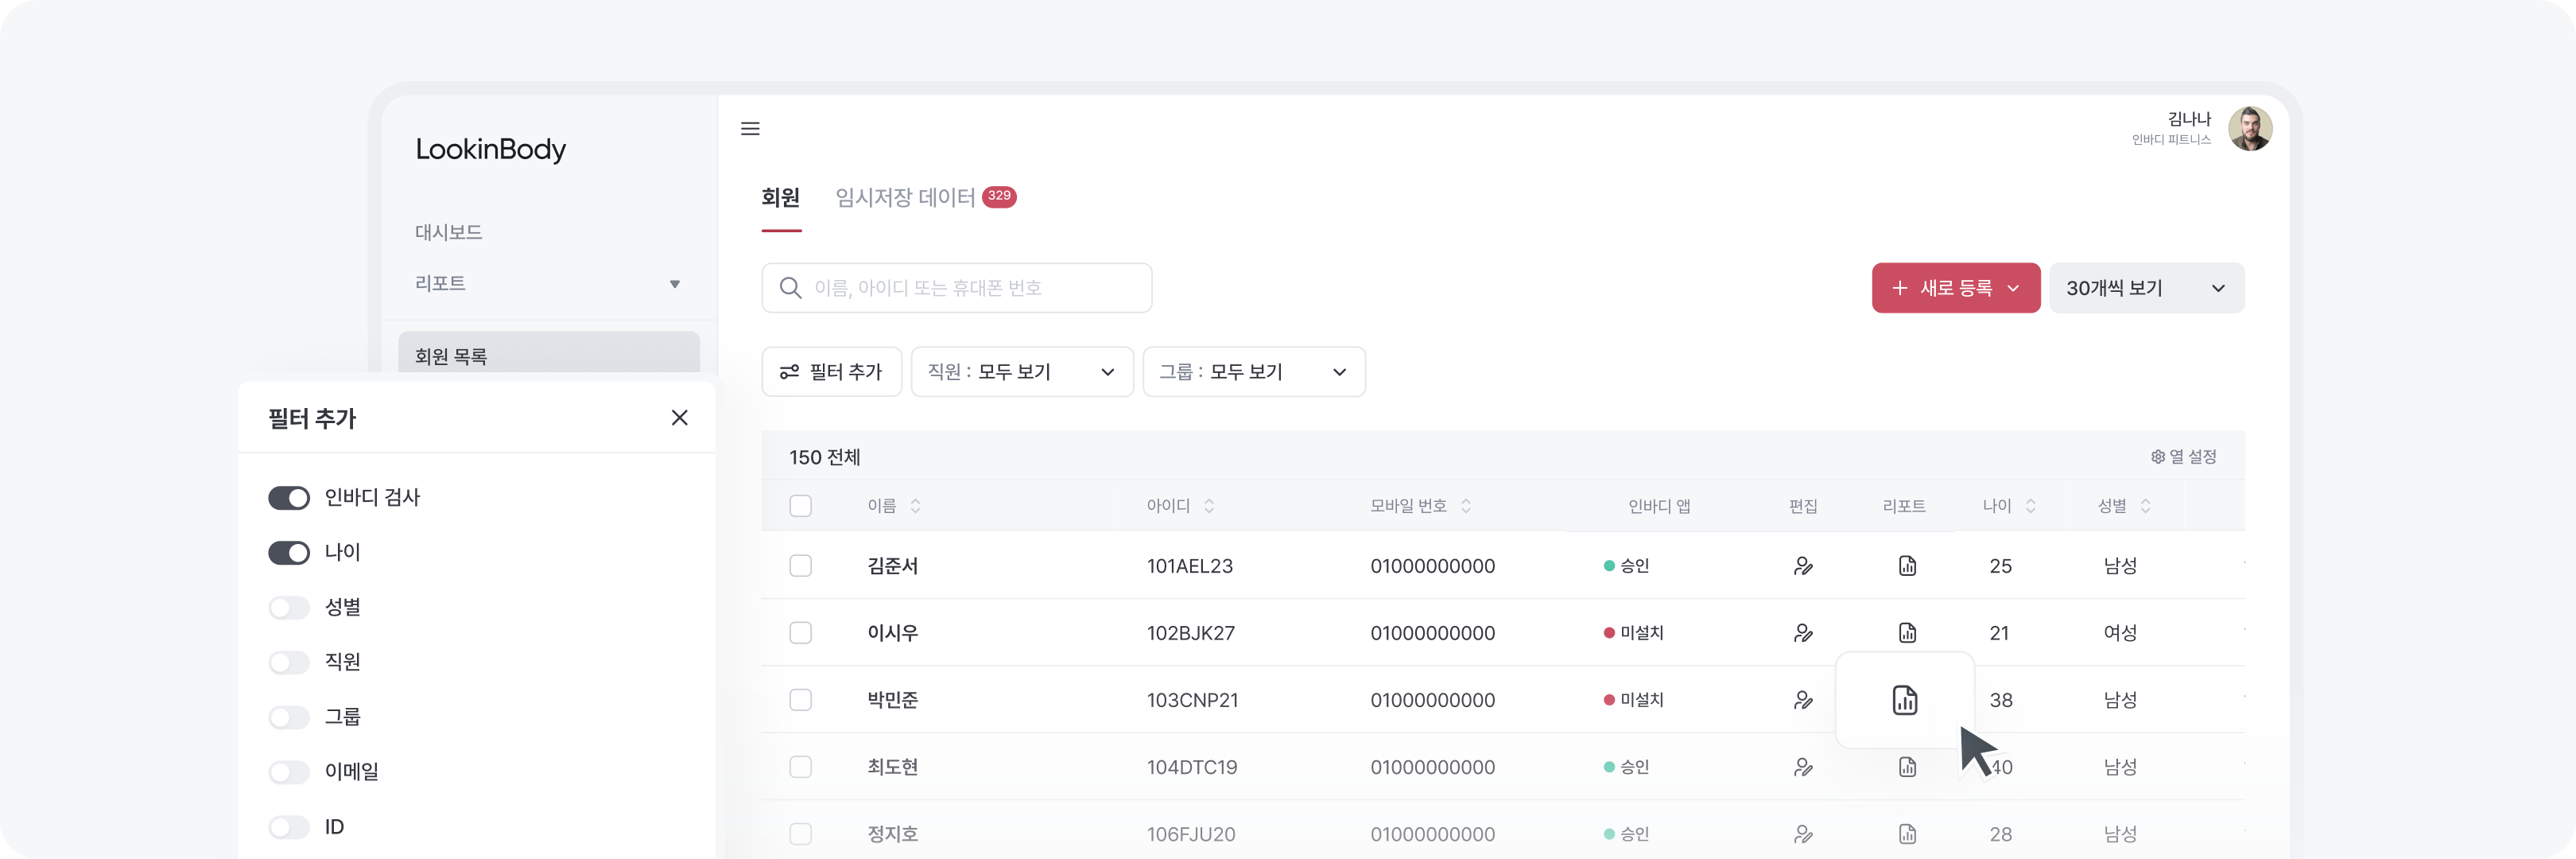 LookinBody
대시보드
리포트
회원 목록
김나나
인바디 피트니스
회원 임시저장 데이터 329
이름, 아이디 또는 휴대폰 번호
+ 새로 등록
30개씩 보기
필터 추가 직원 : 모두 보기 그룹 : 모두 보기
150 전체 열 설정
이름 아이디 모바일 번호 인바디 앱 편집 리포트 나이 성별
김준서 101AEL23 01000000000 승인 25 남성
이시우 102BJK27 01000000000 미설치 21 여성
박민준 103CNP21 01000000000 미설치 38 남성
최도현 104DTC19 01000000000 승인 40 남성
정지호 106FJU20 01000000000 승인 28 남성
필터 추가
인바디 검사
나이
성별
직원
그룹
이메일
ID